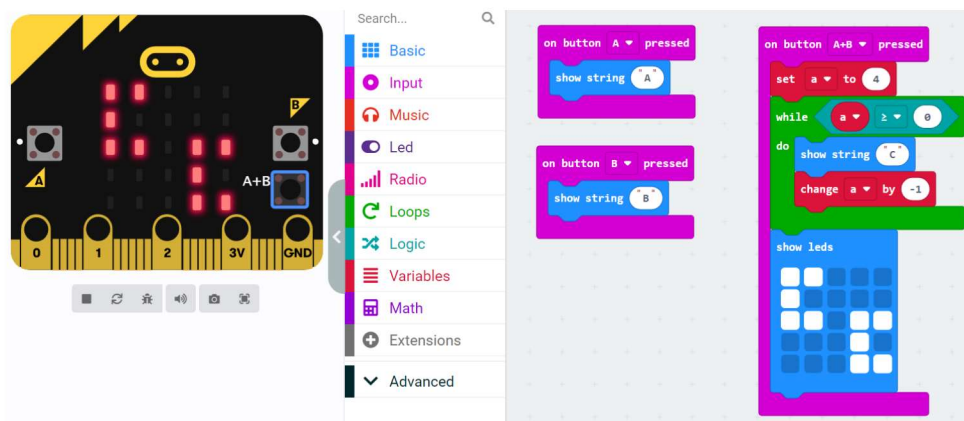 B
A
A+B
0 1 2 3V GND
Search...
Basic
Input
Music
Led
Radio
Loops
Logic
Variables
Math
Extensions
Advanced
on button A pressed
show string "A"
on button B pressed
show string "B"
on button A+B pressed
set a to 4
while a ≥ 0
do show string "C"
change a by -1
show leds